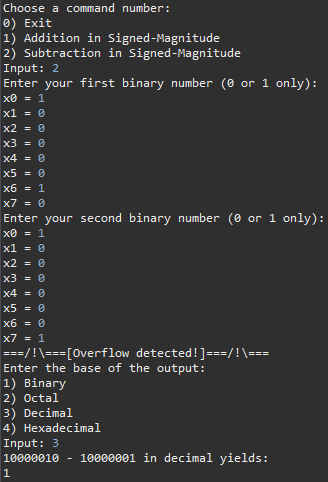 Choose a command number:
0) Exit
1) Addition in Signed-Magnitude
2) Subtraction in Signed-Magnitude
Input: 2
Enter your first binary number (0 or 1 only):
x0 = 1
x1 = 0
x2 = 0
x3 = 0
x4 = 0
x5 = 0
x6 = 1
x7 = 0
Enter your second binary number (0 or 1 only):
x0 = 1
x1 = 0
x2 = 0
x3 = 0
x4 = 0
x5 = 0
x6 = 0
x7 = 1
===/!\===[Overflow detected!]===/!\===
Enter the base of the output:
1) Binary
2) Octal
3) Decimal
4) Hexadecimal
Input: 3
10000010 - 10000001 in decimal yields:
1